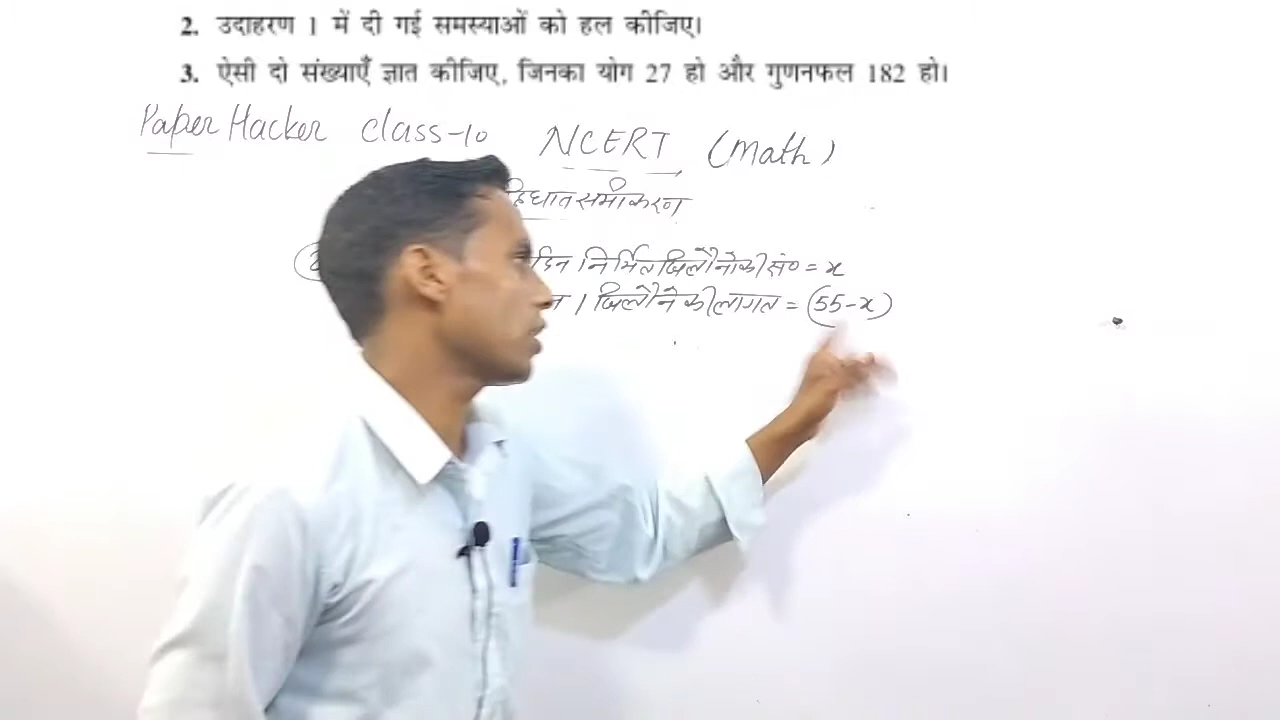 2. उदाहरण 1 में दी गई समस्याओं को हल कीजिए।
3. ऐसी दो संख्याएँ ज्ञात कीजिए, जिनका योग 27 हो और गुणनफल 182 हो।
Paper Hacker class-10 NCERT (math)
द्विघात समीकरण
निर्मित खिलौनो की सं० = x
1 खिलौने की लागत = (55-x)